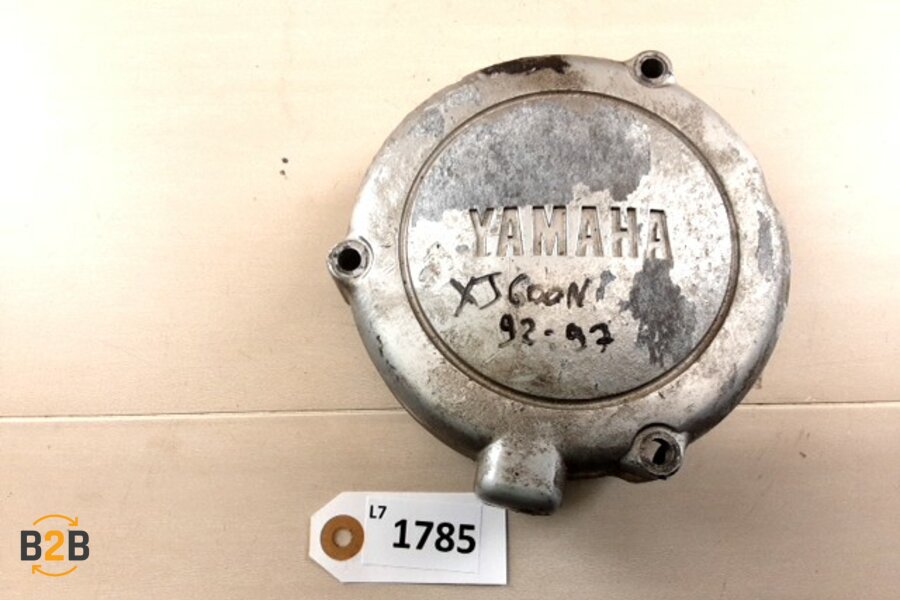 YAMAHA
XJ600N
92-97
L7
1785
B2B